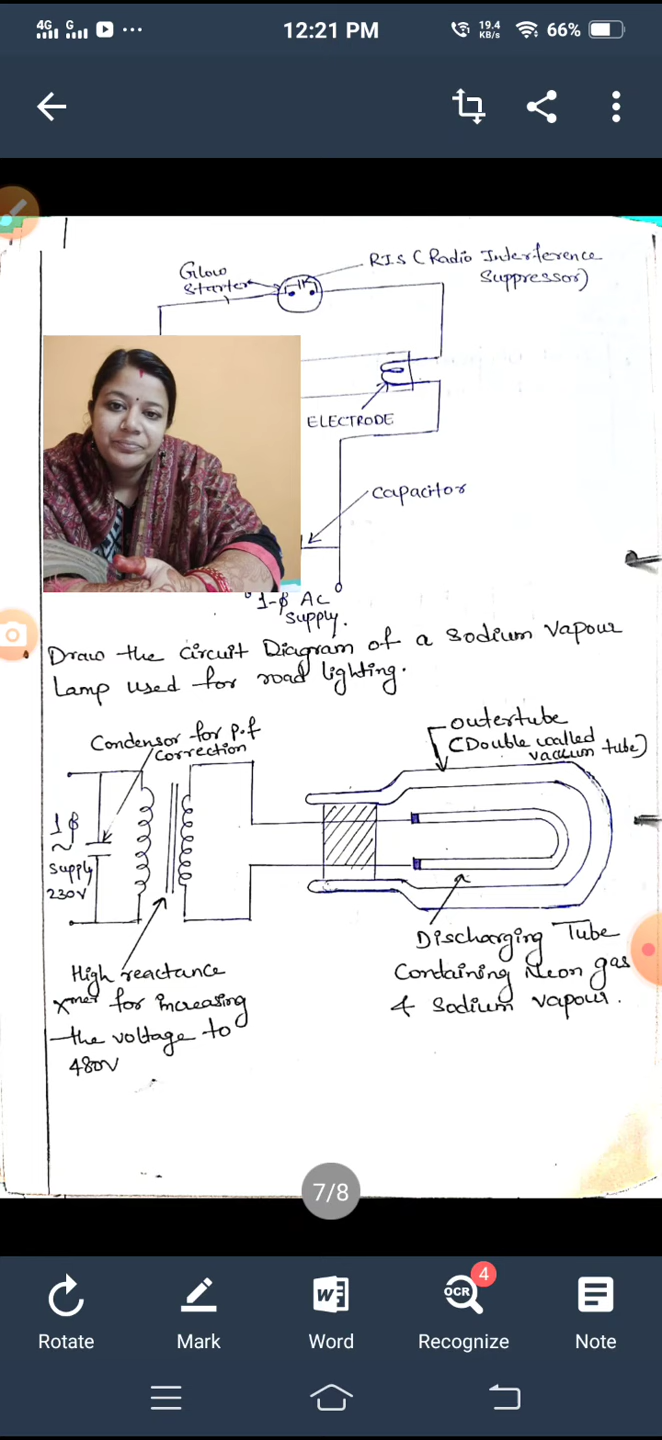 4G
G
12:21 PM
19.4
KB/s
66%
Glow
Starter
RIS (Radio Interference
Suppressor)
ELECTRODE
Capacitor
1-ϕ AC
Supply.
Draw the circuit Diagram of a Sodium Vapour
Lamp used for road lighting.
Condensor for P.f
correction
outertube
(Double walled
vaccum tube)
1ϕ
~
Supply
230V
High reactance
xmer for increasing
the voltage to
480V
Discharging Tube
Containing Neon gas
& Sodium vapour.
7/8
W
OCR
4
Rotate
Mark
Word
Recognize
Note